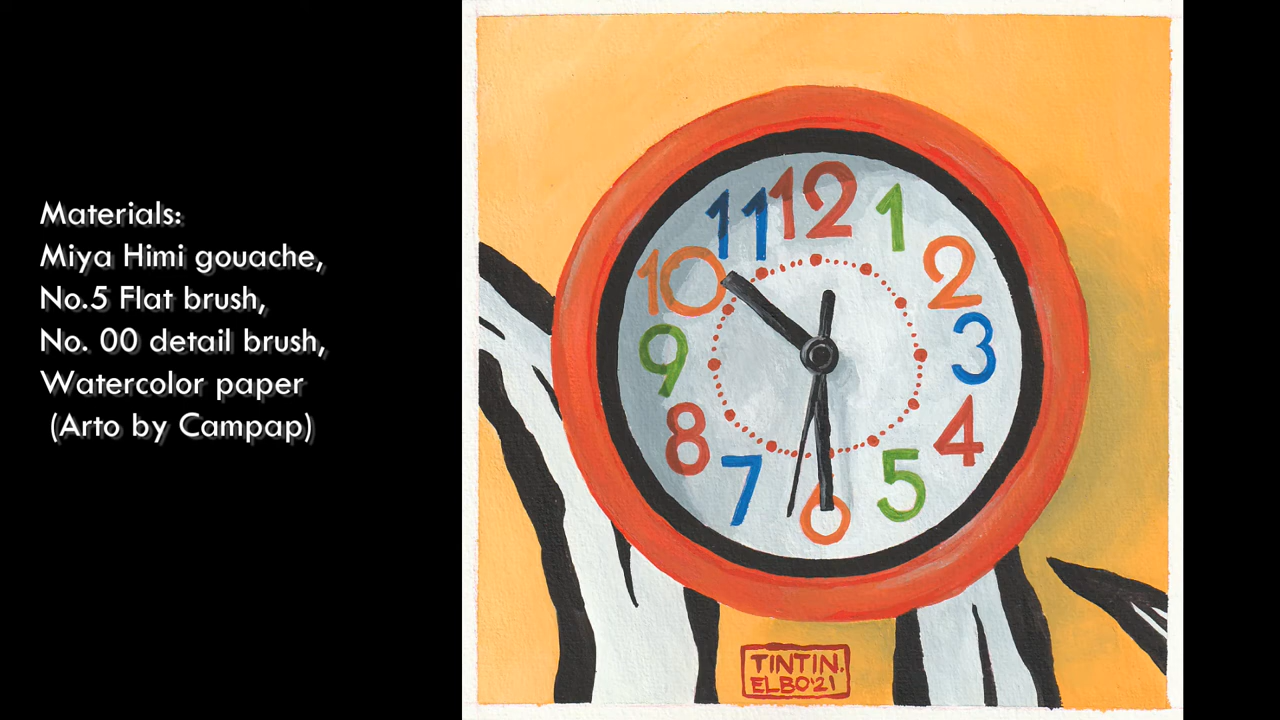 Materials:
Miya Himi gouache,
No.5 Flat brush,
No. 00 detail brush,
Watercolor paper
(Arto by Campap)
12
11
1
10
2
9
3
8
4
7
5
6
TINTIN.
ELBO'21